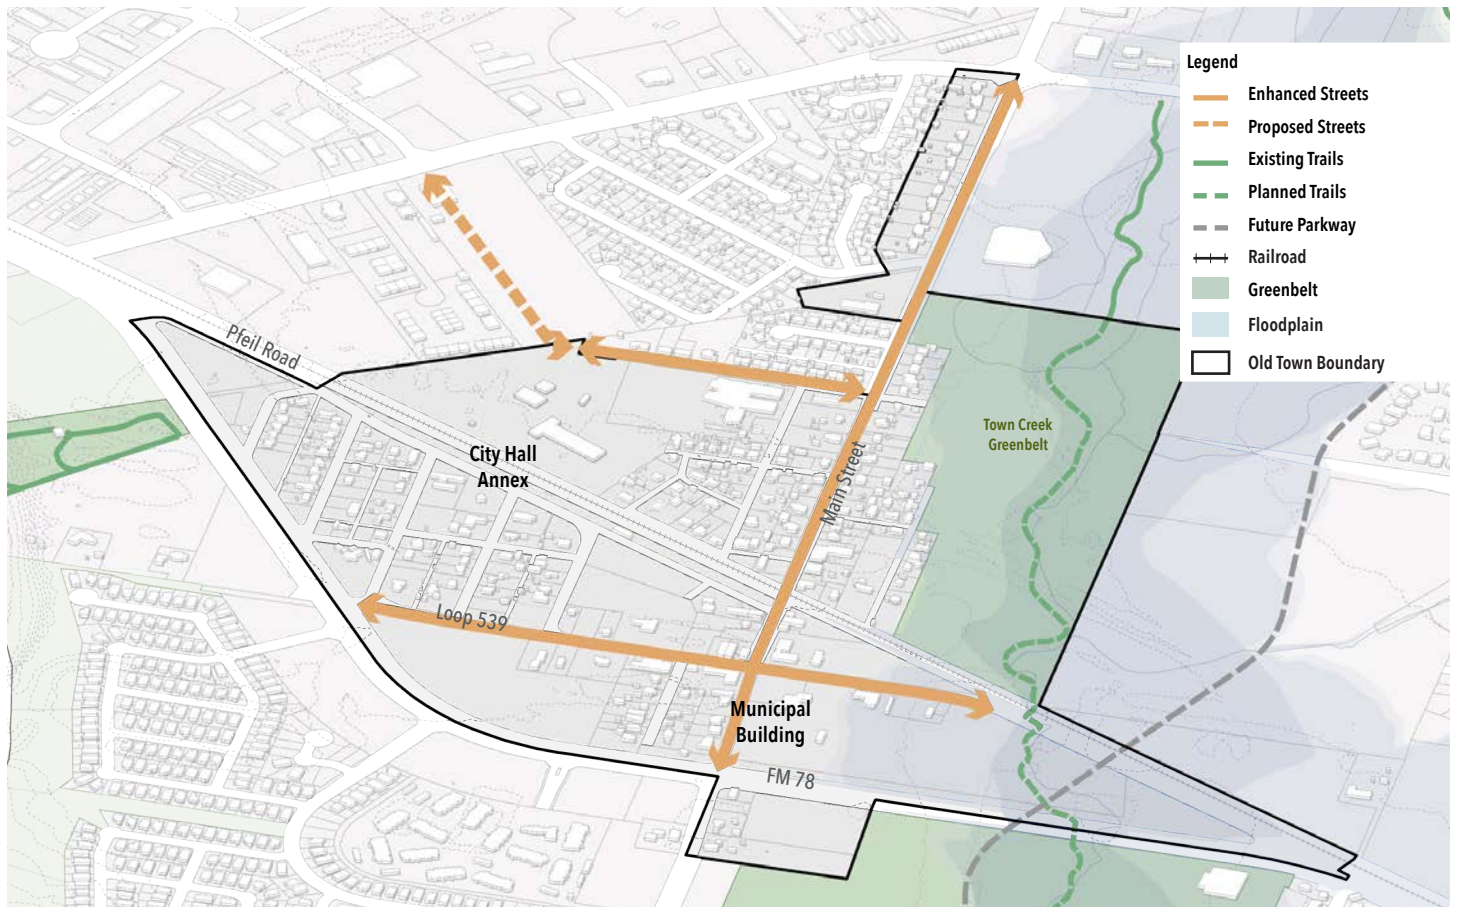 Legend
Enhanced Streets
Proposed Streets
Existing Trails
Planned Trails
Future Parkway
Railroad
Greenbelt
Floodplain
Old Town Boundary
Pfeil Road
Town Creek
Greenbelt
City Hall
Annex
Main Street
Loop 539
Municipal
Building
FM 78